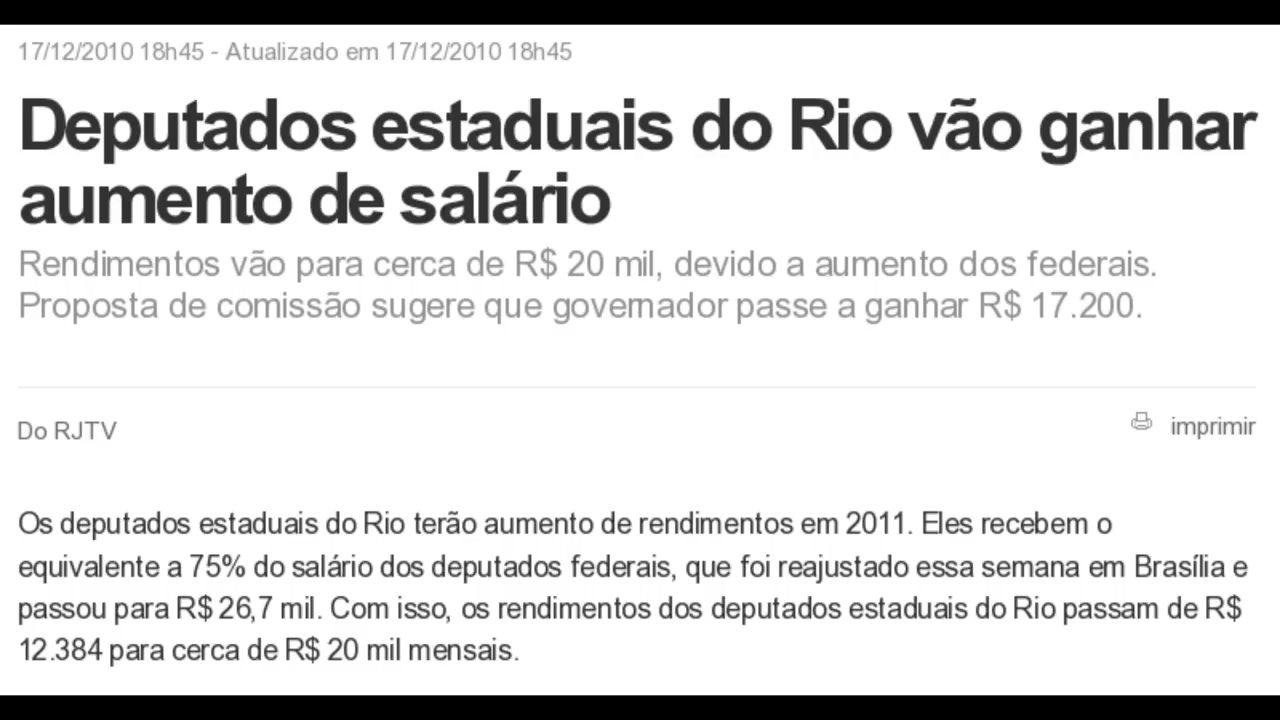 17/12/2010 18h45 - Atualizado em 17/12/2010 18h45
Deputados estaduais do Rio vão ganhar
aumento de salário
Rendimentos vão para cerca de R$ 20 mil, devido a aumento dos federais.
Proposta de comissão sugere que governador passe a ganhar R$ 17.200.
Do RJTV
imprimir
Os deputados estaduais do Rio terão aumento de rendimentos em 2011. Eles recebem o
equivalente a 75% do salário dos deputados federais, que foi reajustado essa semana em Brasília e
passou para R$ 26,7 mil. Com isso, os rendimentos dos deputados estaduais do Rio passam de R$
12.384 para cerca de R$ 20 mil mensais.